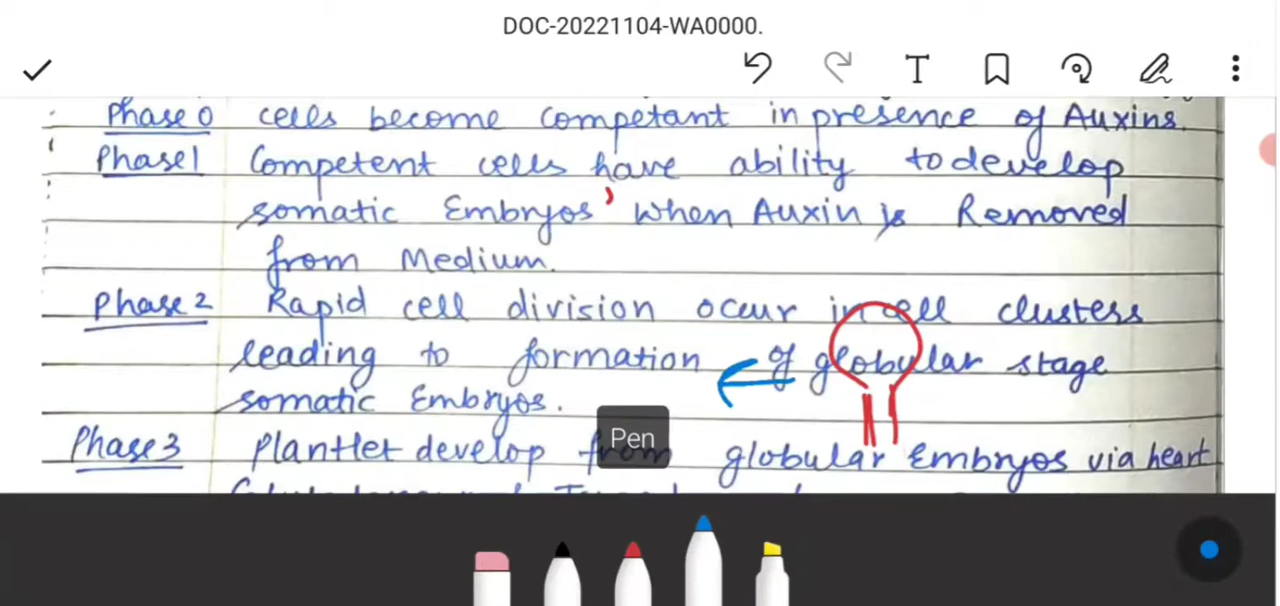 DOC-20221104-WA0000.
T
Phase 0 cells become competant in presence of Auxins.
Phase 1 Competent cells have ability to develop
somatic Embryos, when Auxin is Removed
from Medium.
Phase 2 Rapid cell division occur in cell clusters
leading to formation of globular stage
somatic Embryos.
Pen
Phase 3 Plantlet develop from globular Embryos via heart